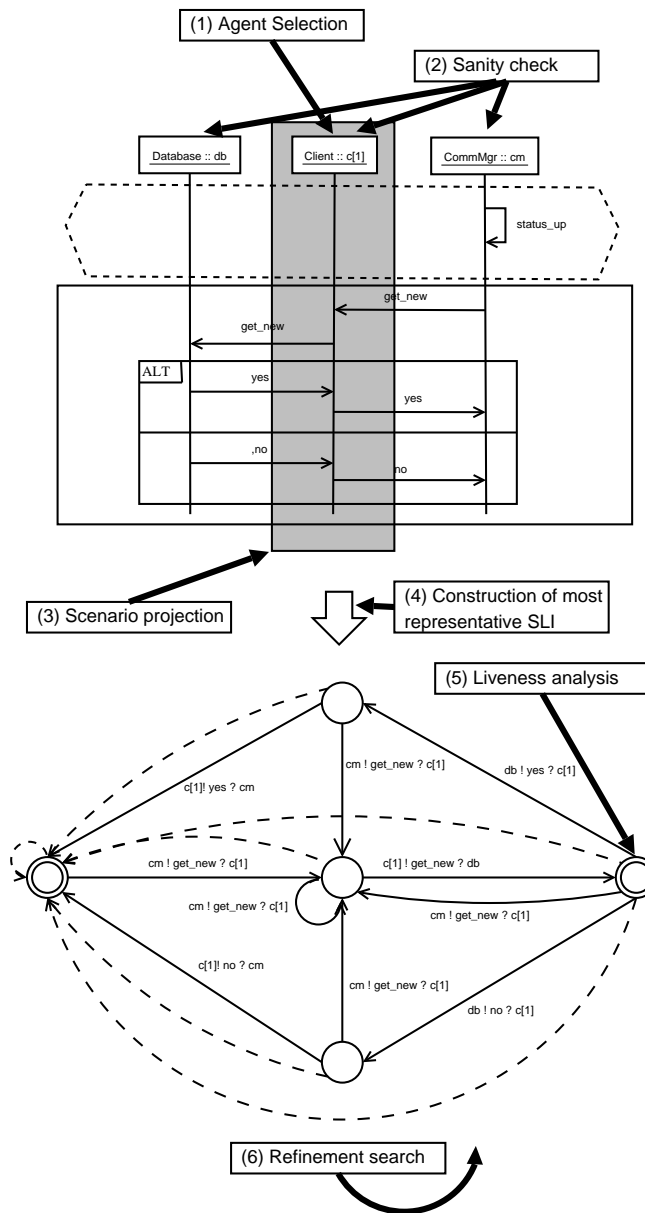 (1) Agent Selection
(2) Sanity check
Database :: db
Client :: c[1]
CommMgr :: cm
status_up
get_new
get_new
ALT
yes
yes
,no
no
(3) Scenario projection
(4) Construction of most
representative SLI
(5) Liveness analysis
cm ! get_new ? c[1]
db ! yes ? c[1]
c[1]! yes ? cm
cm ! get_new ? c[1]
c[1] ! get_new ? db
cm ! get_new ? c[1]
cm ! get_new ? c[1]
c[1]! no ? cm
cm ! get_new ? c[1]
db ! no ? c[1]
(6) Refinement search